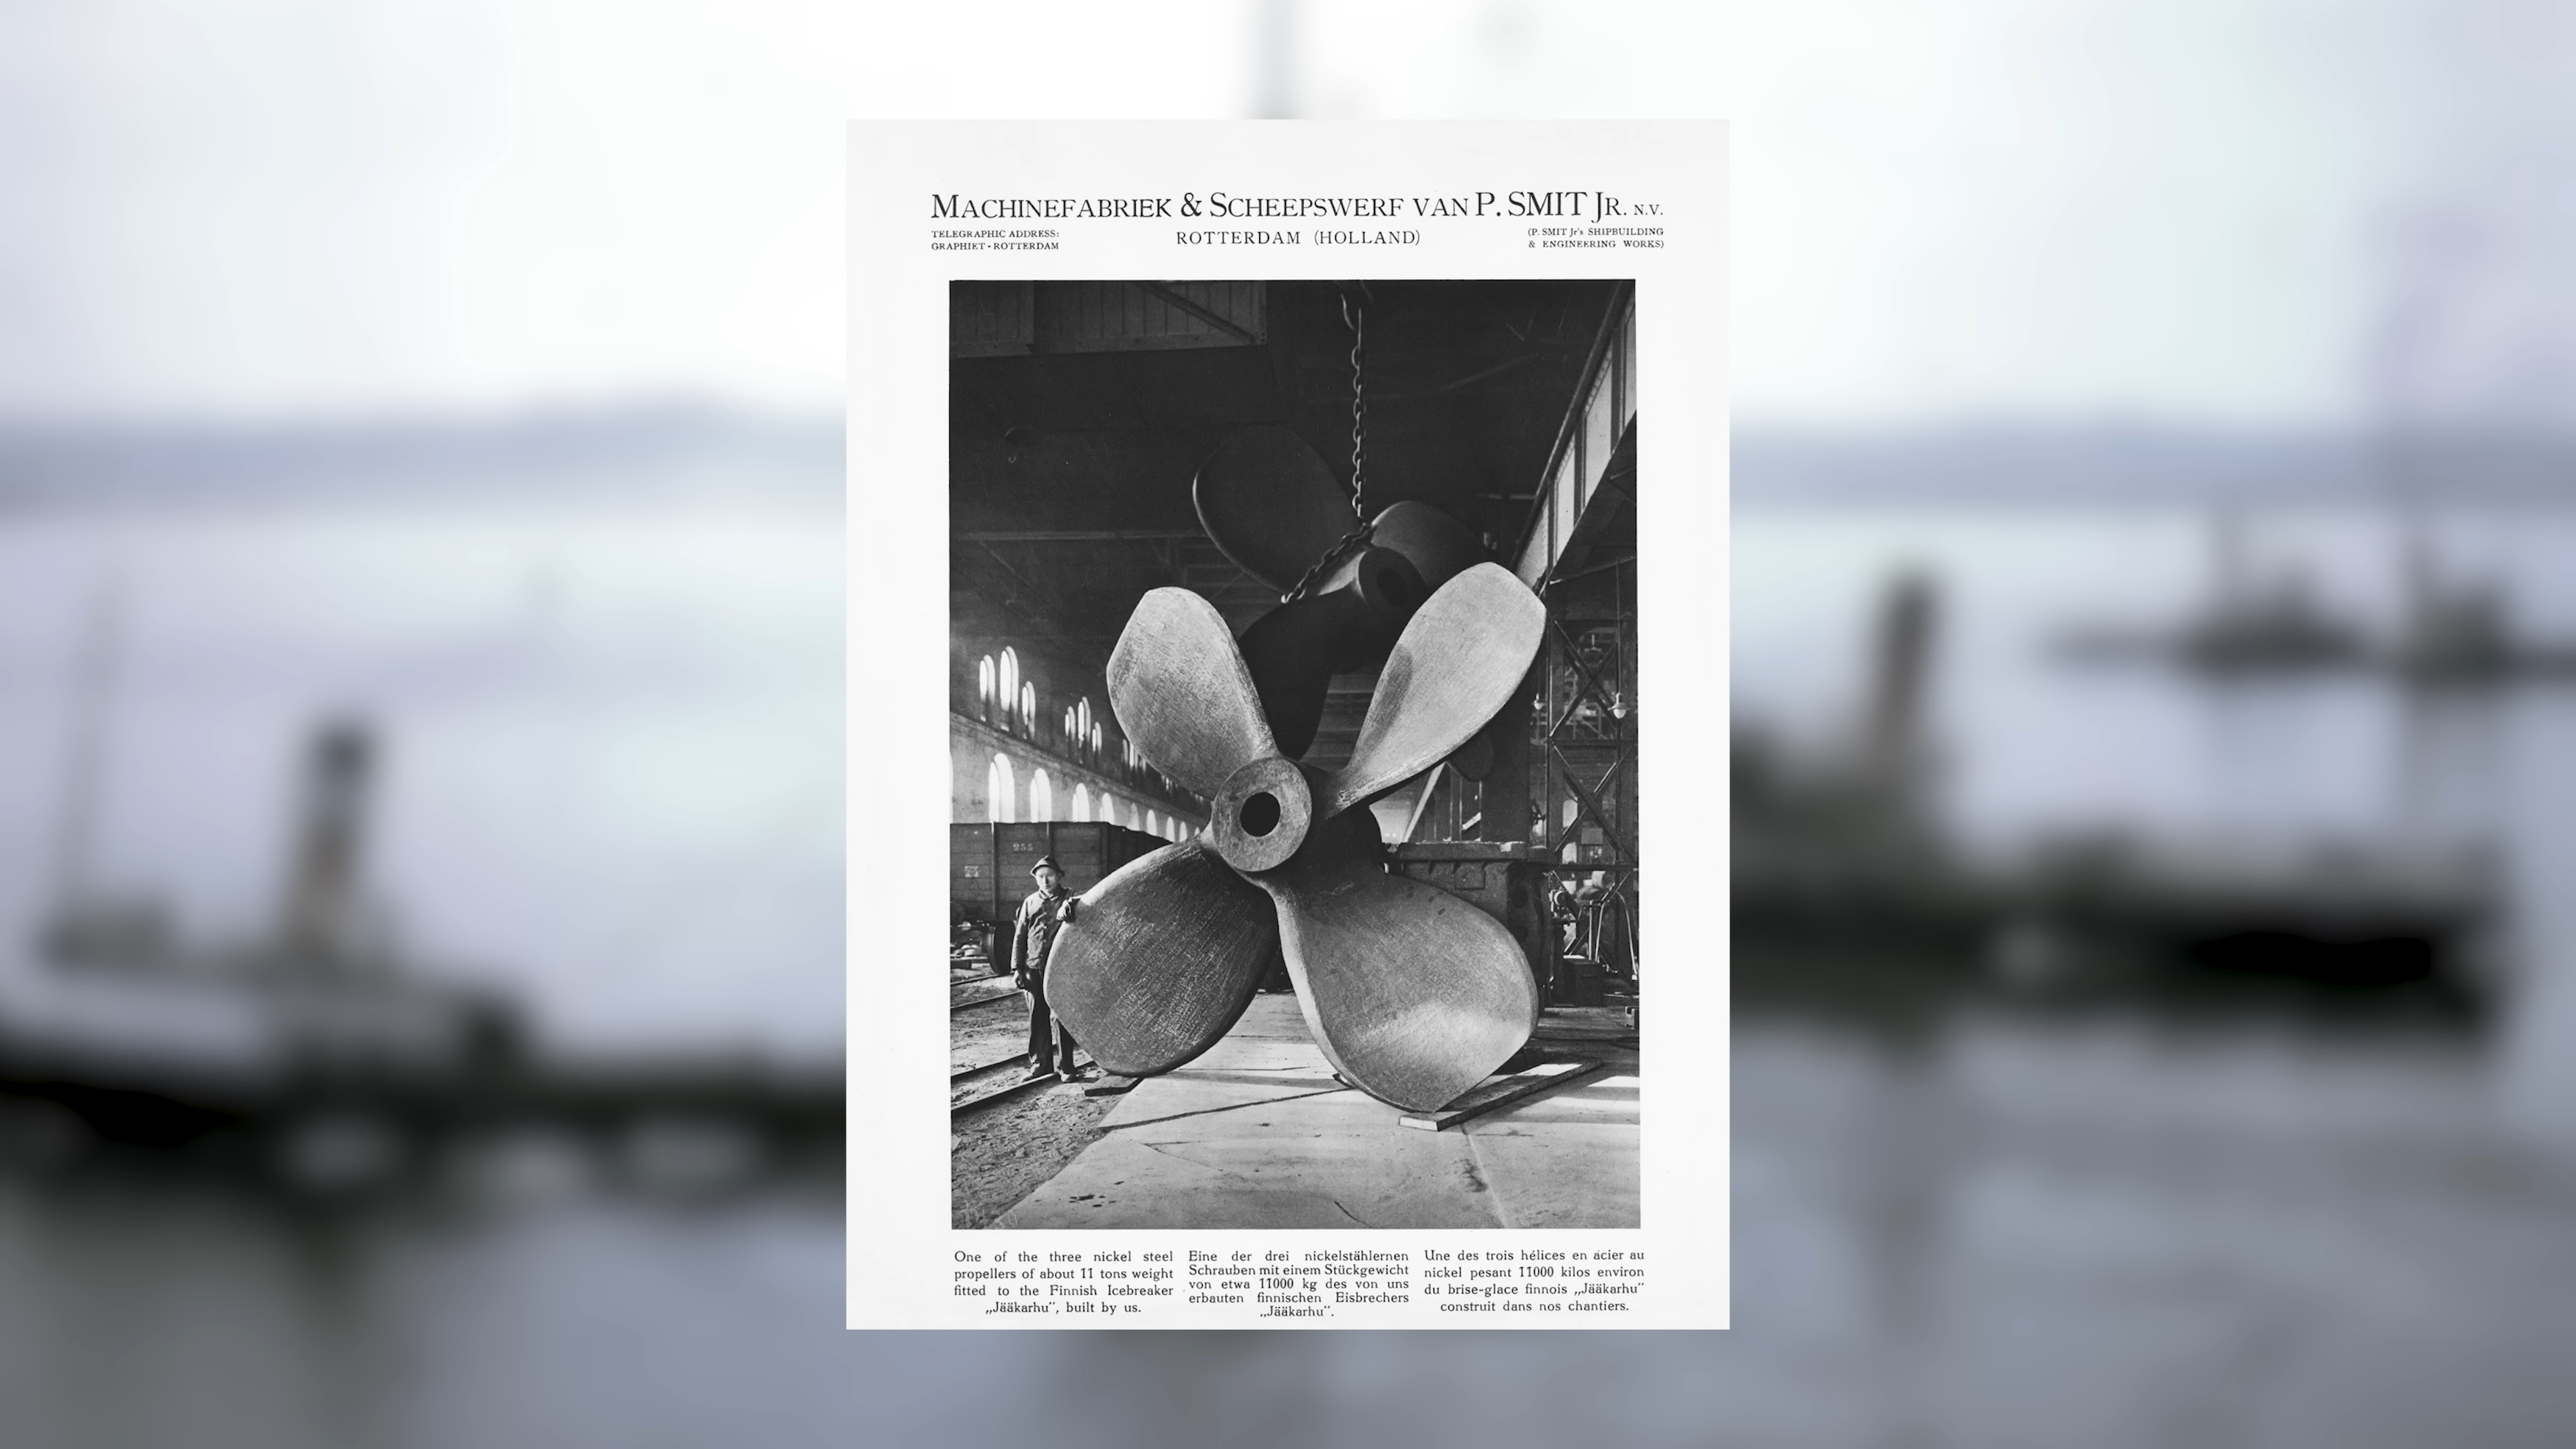 MACHINEFABRIEK & SCHEEPSWERF VAN P. SMIT JR. N.V.
TELEGRAPHIC ADDRESS:
GRAPHIET - ROTTERDAM
ROTTERDAM (HOLLAND)
(P. SMIT Jr's SHIPBUILDING
& ENGINEERING WORKS)
255
One of the three nickel steel
propellers of about 11 tons weight
fitted to the Finnish Icebreaker
„Jääkarhu”, built by us.
Eine der drei nickelstählernen
Schrauben mit einem Stückgewicht
von etwa 11000 kg des von uns
erbauten finnischen Eisbrechers
„Jääkarhu”.
Une des trois hélices en acier au
nickel pesant 11000 kilos environ
du brise-glace finnois „Jääkarhu”
construit dans nos chantiers.